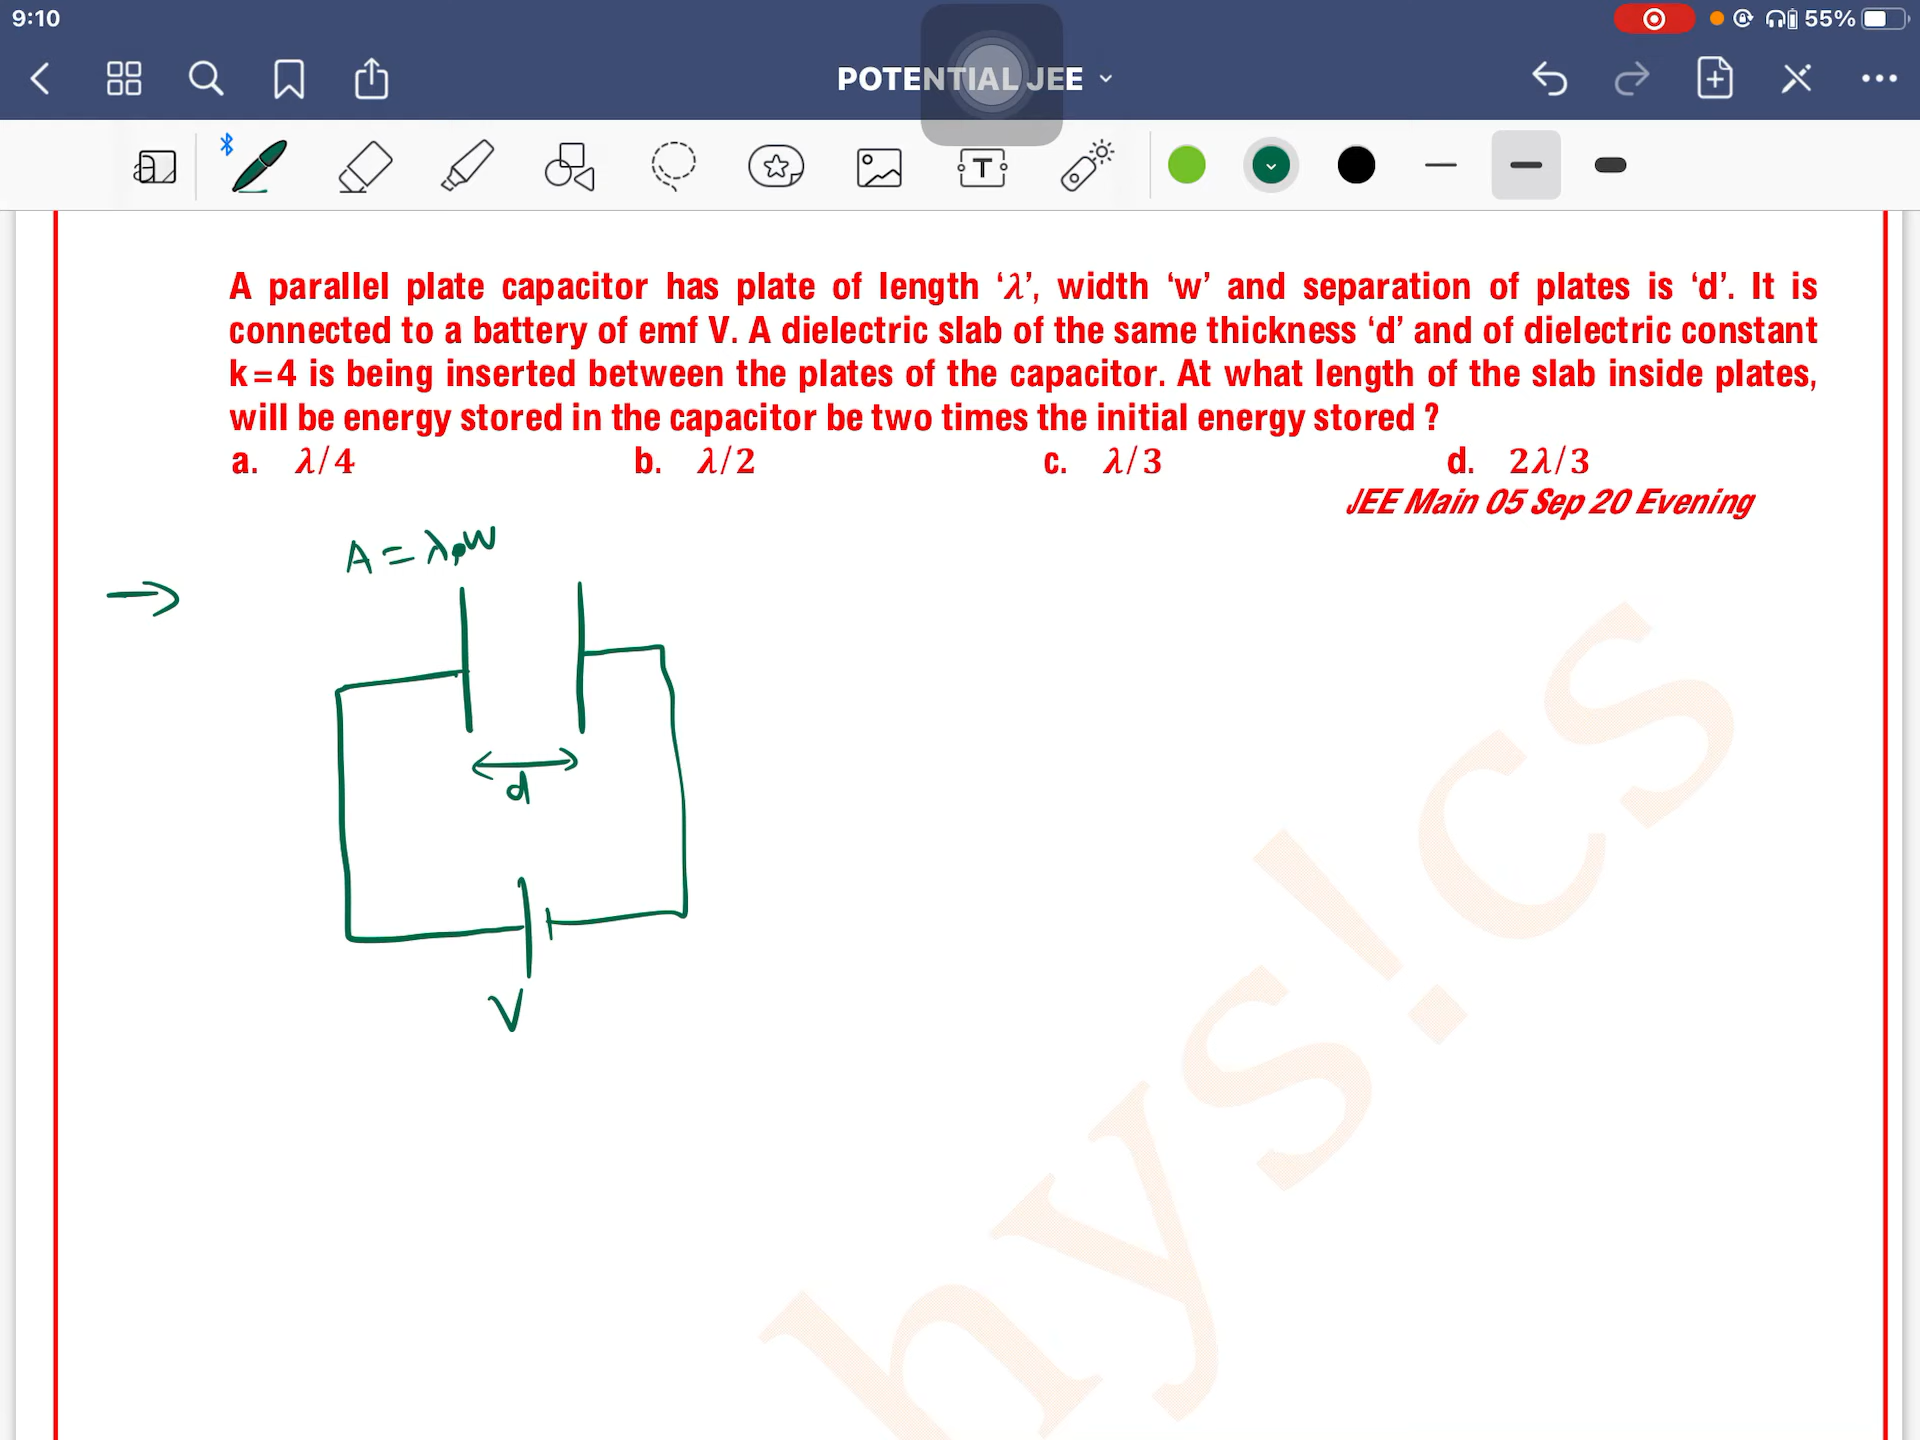 9:10
55%
POTENTIAL JEE
A parallel plate capacitor has plate of length ‘λ’, width ‘w’ and separation of plates is ‘d’. It is
connected to a battery of emf V. A dielectric slab of the same thickness ‘d’ and of dielectric constant
k=4 is being inserted between the plates of the capacitor. At what length of the slab inside plates,
will be energy stored in the capacitor be two times the initial energy stored ?
a. λ/4 b. λ/2 c. λ/3 d. 2λ/3
JEE Main 05 Sep 20 Evening
A = λ.W
d
V
hys!cs